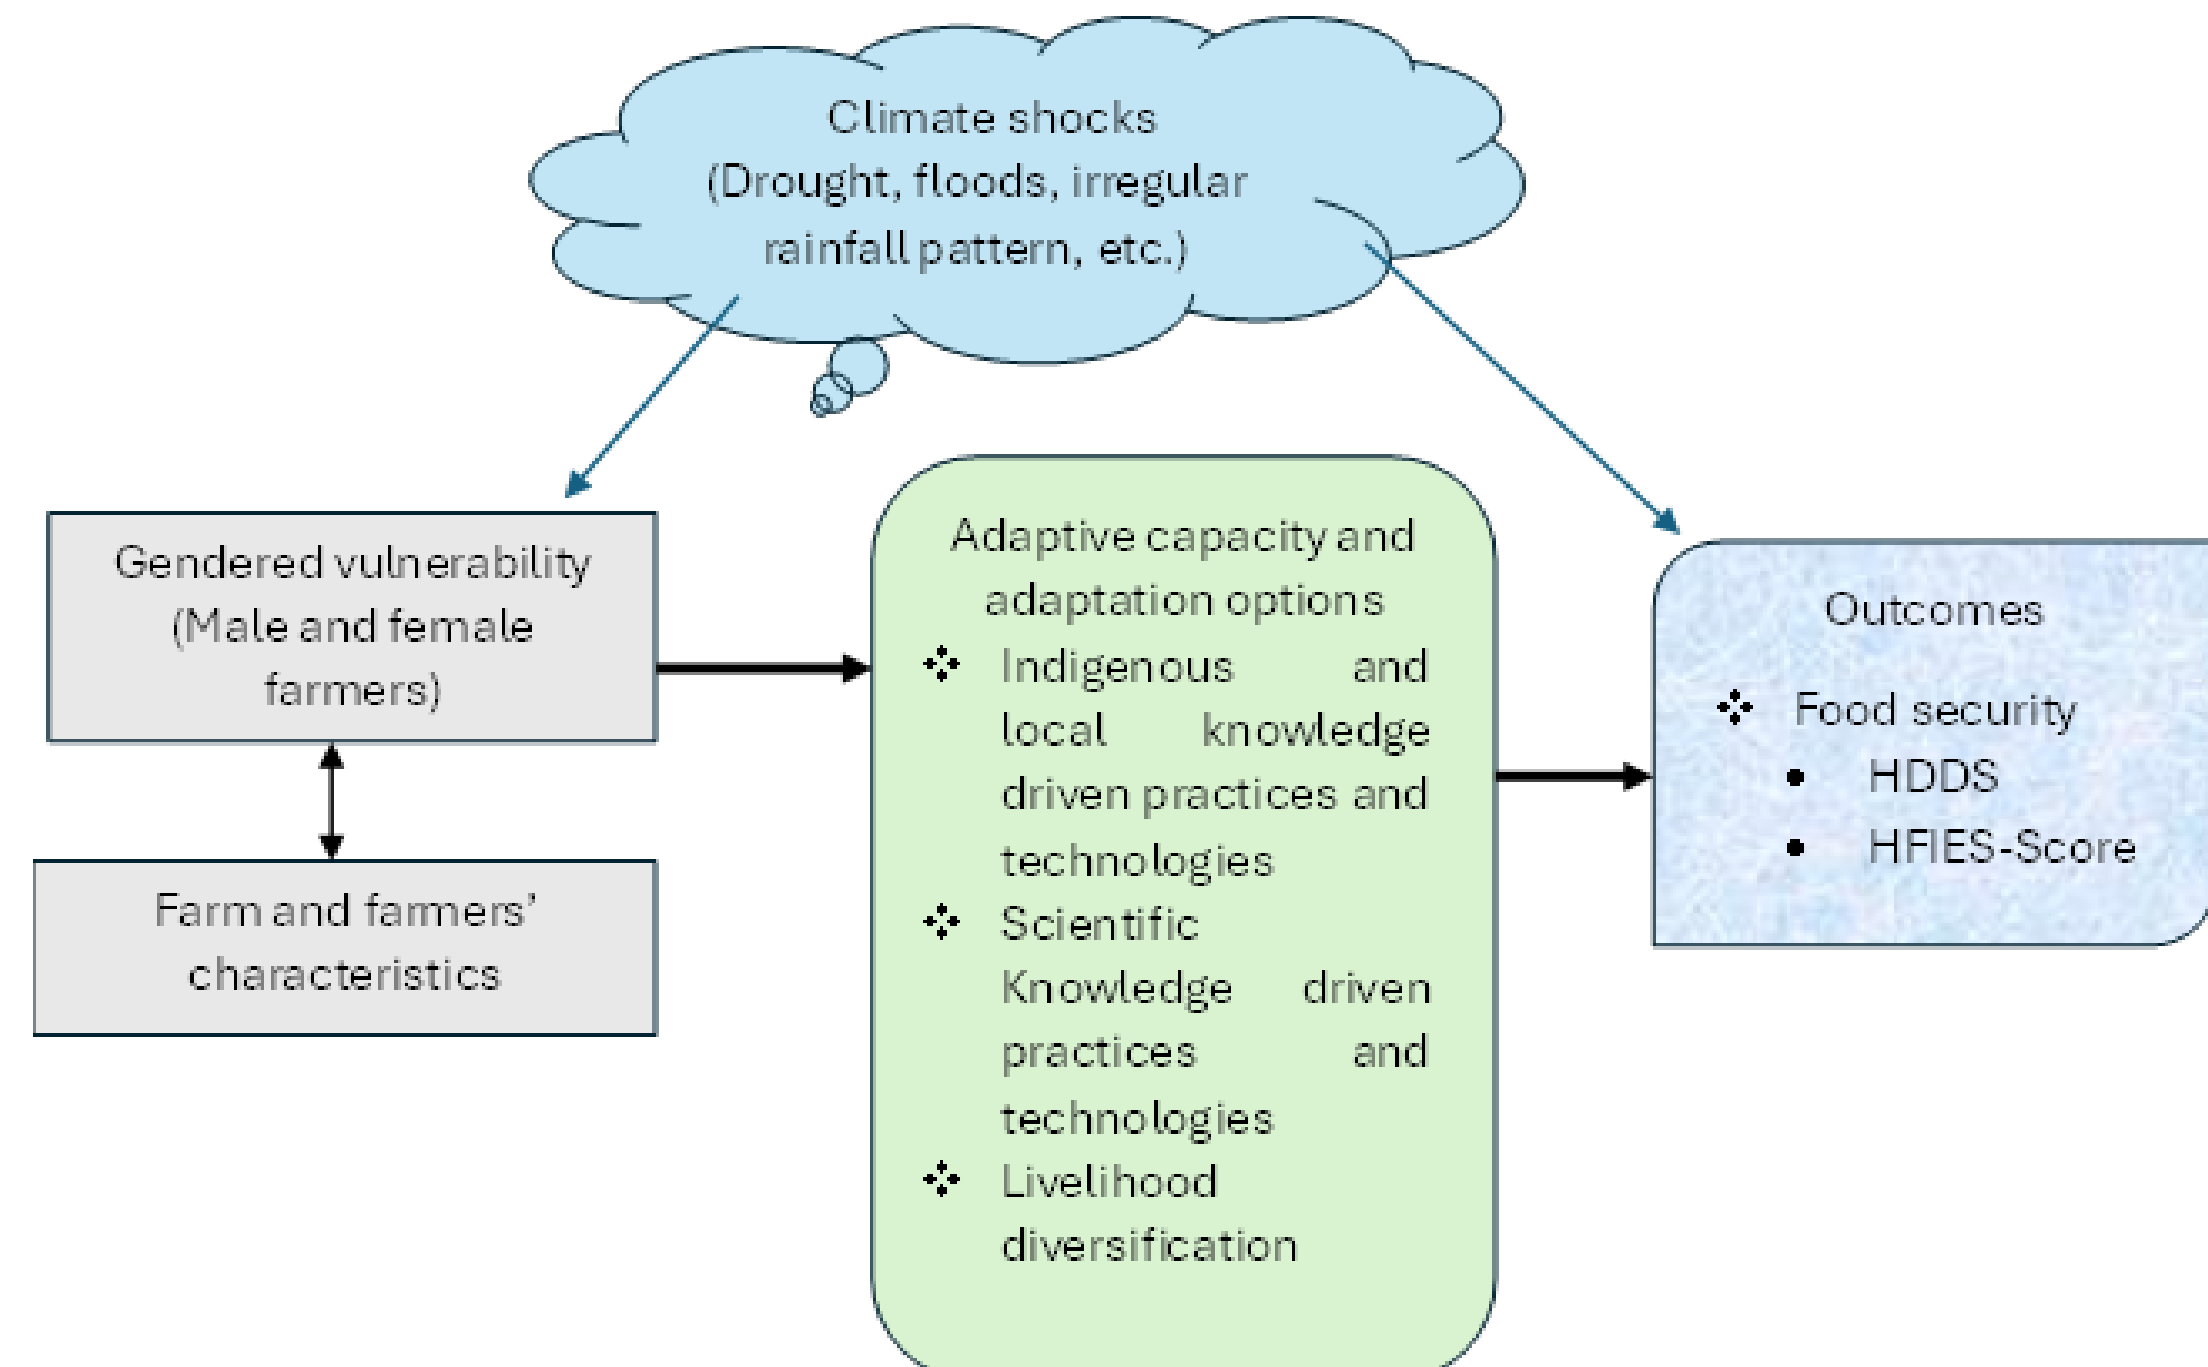 Climate shocks
(Drought, floods, irregular
rainfall pattern, etc.)
Gendered vulnerability
(Male and female
farmers)
Farm and farmers’
characteristics
Adaptive capacity and
adaptation options
Indigenous and
local knowledge
driven practices and
technologies
Scientific
Knowledge driven
practices and
technologies
Livelihood
diversification
Outcomes
Food security
HDDS
HFIES-Score